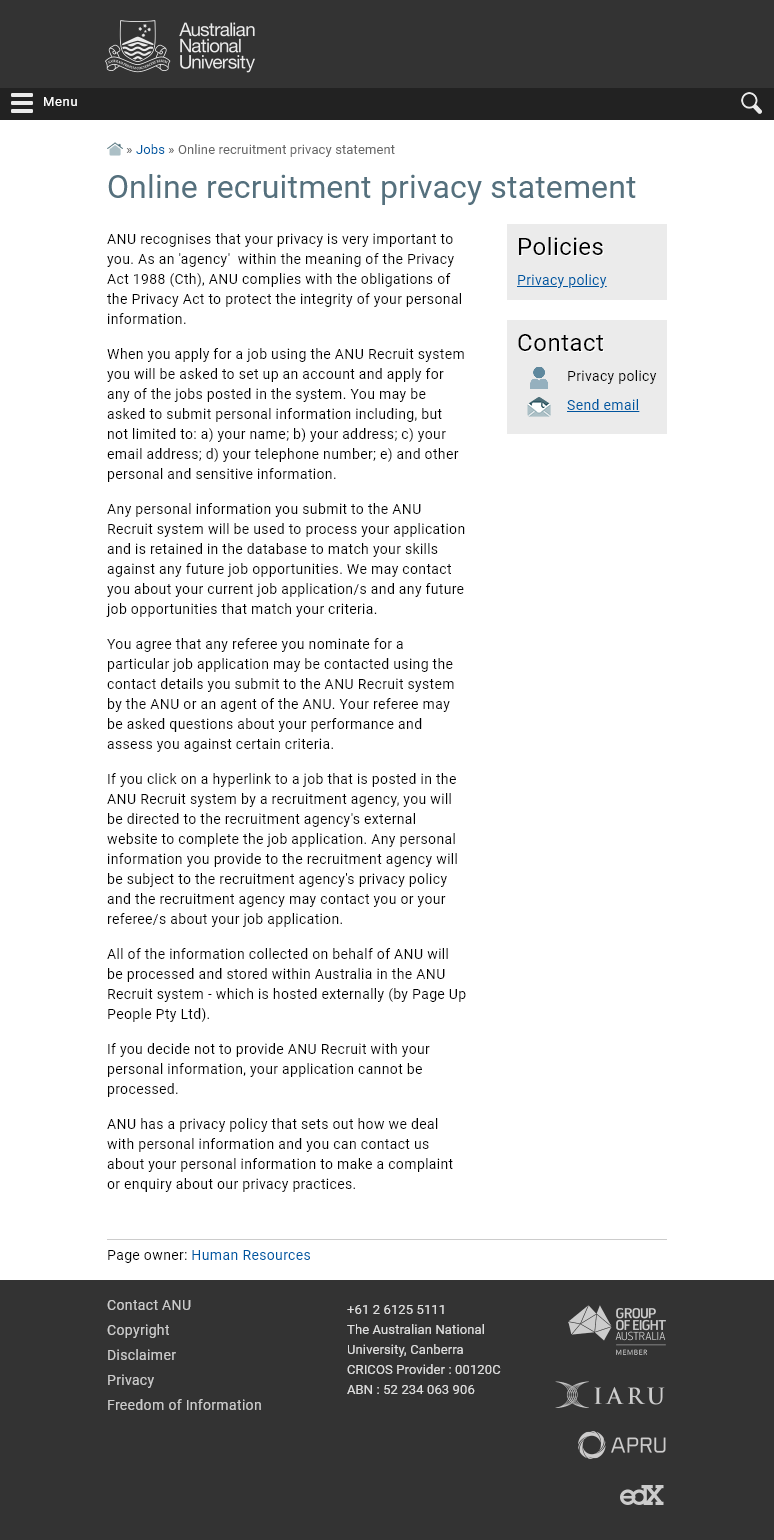 Australian
National
University
Menu
» Jobs » Online recruitment privacy statement
Online recruitment privacy statement
ANU recognises that your privacy is very important to
you. As an 'agency'  within the meaning of the Privacy
Act 1988 (Cth), ANU complies with the obligations of
the Privacy Act to protect the integrity of your personal
information.
When you apply for a job using the ANU Recruit system
you will be asked to set up an account and apply for
any of the jobs posted in the system. You may be
asked to submit personal information including, but
not limited to: a) your name; b) your address; c) your
email address; d) your telephone number; e) and other
personal and sensitive information.
Any personal information you submit to the ANU
Recruit system will be used to process your application
and is retained in the database to match your skills
against any future job opportunities. We may contact
you about your current job application/s and any future
job opportunities that match your criteria.
You agree that any referee you nominate for a
particular job application may be contacted using the
contact details you submit to the ANU Recruit system
by the ANU or an agent of the ANU. Your referee may
be asked questions about your performance and
assess you against certain criteria.
If you click on a hyperlink to a job that is posted in the
ANU Recruit system by a recruitment agency, you will
be directed to the recruitment agency's external
website to complete the job application. Any personal
information you provide to the recruitment agency will
be subject to the recruitment agency's privacy policy
and the recruitment agency may contact you or your
referee/s about your job application.
All of the information collected on behalf of ANU will
be processed and stored within Australia in the ANU
Recruit system - which is hosted externally (by Page Up
People Pty Ltd).
If you decide not to provide ANU Recruit with your
personal information, your application cannot be
processed.
ANU has a privacy policy that sets out how we deal
with personal information and you can contact us
about your personal information to make a complaint
or enquiry about our privacy practices.
Policies
Privacy policy
Contact
Privacy policy
Send email
Page owner: Human Resources
Contact ANU
Copyright
Disclaimer
Privacy
Freedom of Information
+61 2 6125 5111
The Australian National
University, Canberra
CRICOS Provider : 00120C
ABN : 52 234 063 906
GROUP
OF EIGHT
AUSTRALIA
MEMBER
IARU
APRU
edX